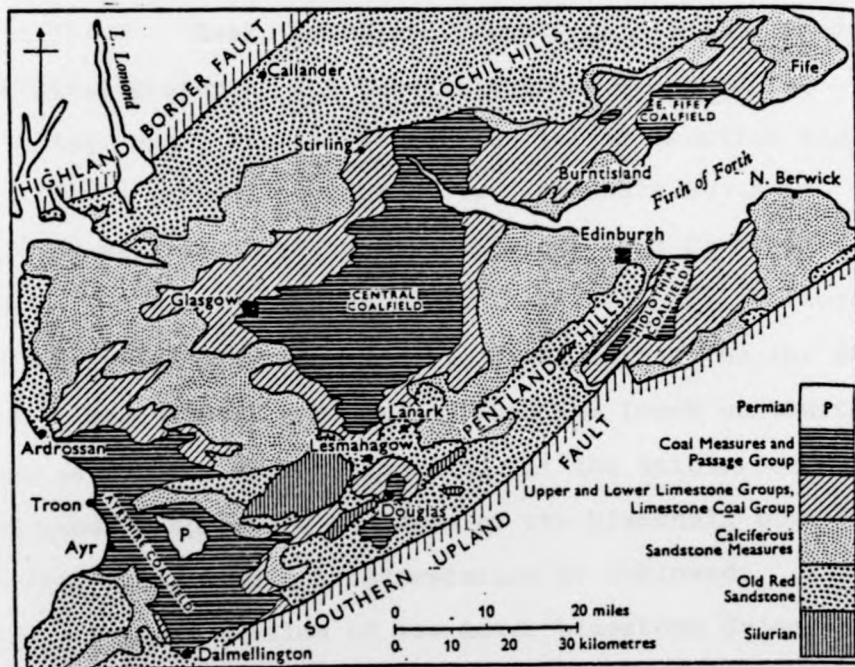 L. Lomond
HIGHLAND BORDER FAULT
Callander
OCHIL HILLS
Fife
E. FIFE
COALFIELD
Stirling
Burntisland
Firth of Forth
N. Berwick
Edinburgh
MIDLOTHIAN
COALFIELD
Glasgow
CENTRAL
COALFIELD
PENTLAND HILLS
Lanark
Lesmahagow
Ardrossan
Douglas
Troon
AYRSHIRE COALFIELD
P
Ayr
SOUTHERN UPLAND FAULT
Dalmellington
0 10 20 miles
0 10 20 30 kilometres
Permian P
Coal Measures and
Passage Group
Upper and Lower Limestone Groups,
Limestone Coal Group
Calciferous
Sandstone Measures
Old Red
Sandstone
Silurian